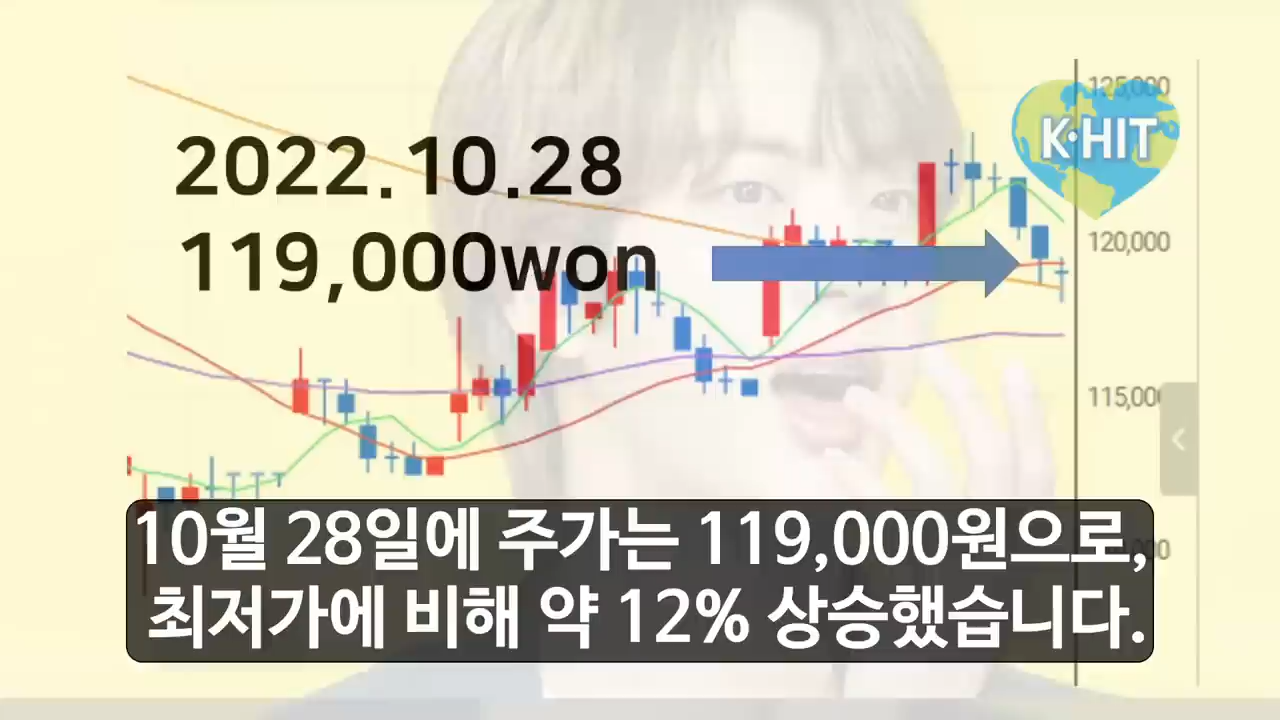 2022.10.28
119,000won
K·HIT
125,000
120,000
10월 28일에 주가는 119,000원으로,
최저가에 비해 약 12% 상승했습니다.